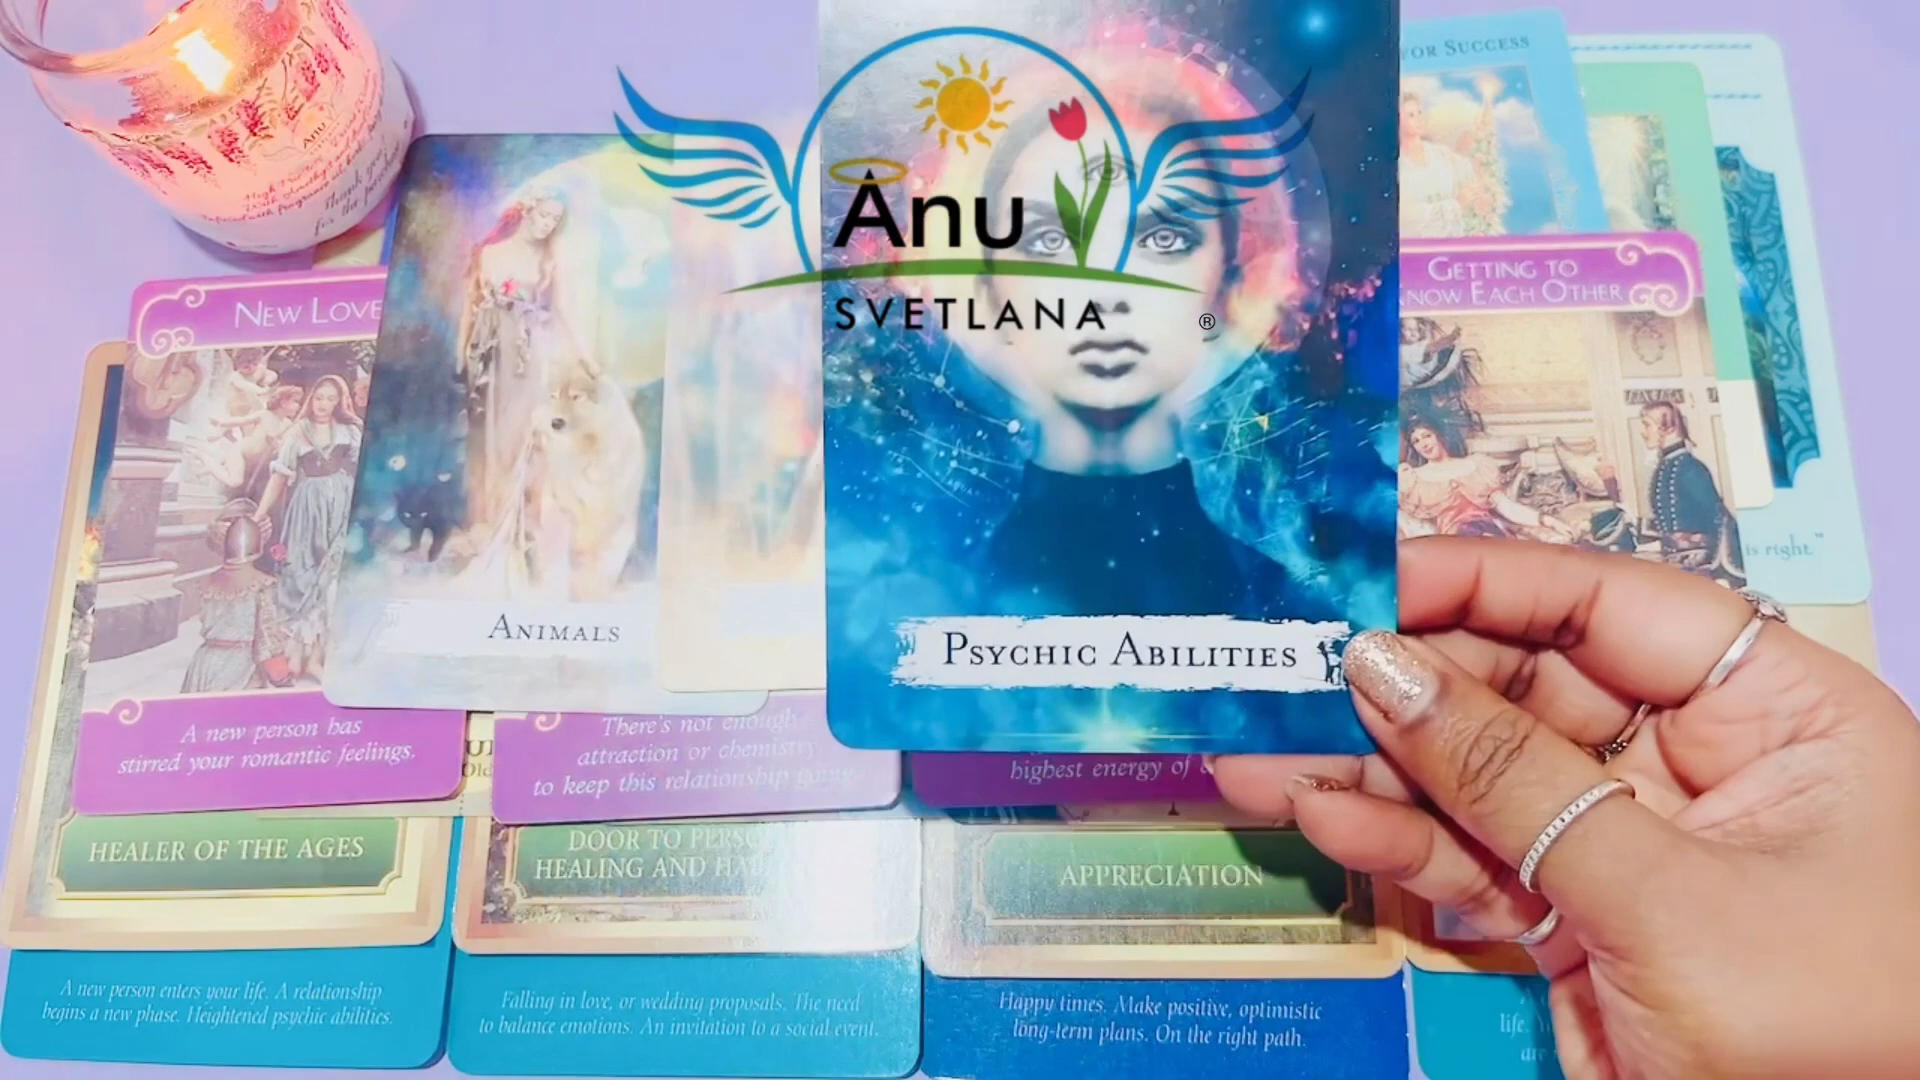 Anu
SVETLANA
®
FOR SUCCESS
NEW LOVE
GETTING TO
KNOW EACH OTHER
is right."
ANIMALS
PSYCHIC ABILITIES
A new person has
stirred your romantic feelings.
There's not enough
attraction or chemistry
to keep this relationship going.
highest energy of
HEALER OF THE AGES
DOOR TO
HEALING AND
APPRECIATION
A new person enters your life. A relationship
begins a new phase. Heightened psychic abilities.
Falling in love, or wedding proposals. The need
to balance emotions. An invitation to a social event.
Happy times. Make positive, optimistic
long-term plans. On the right path.
life.